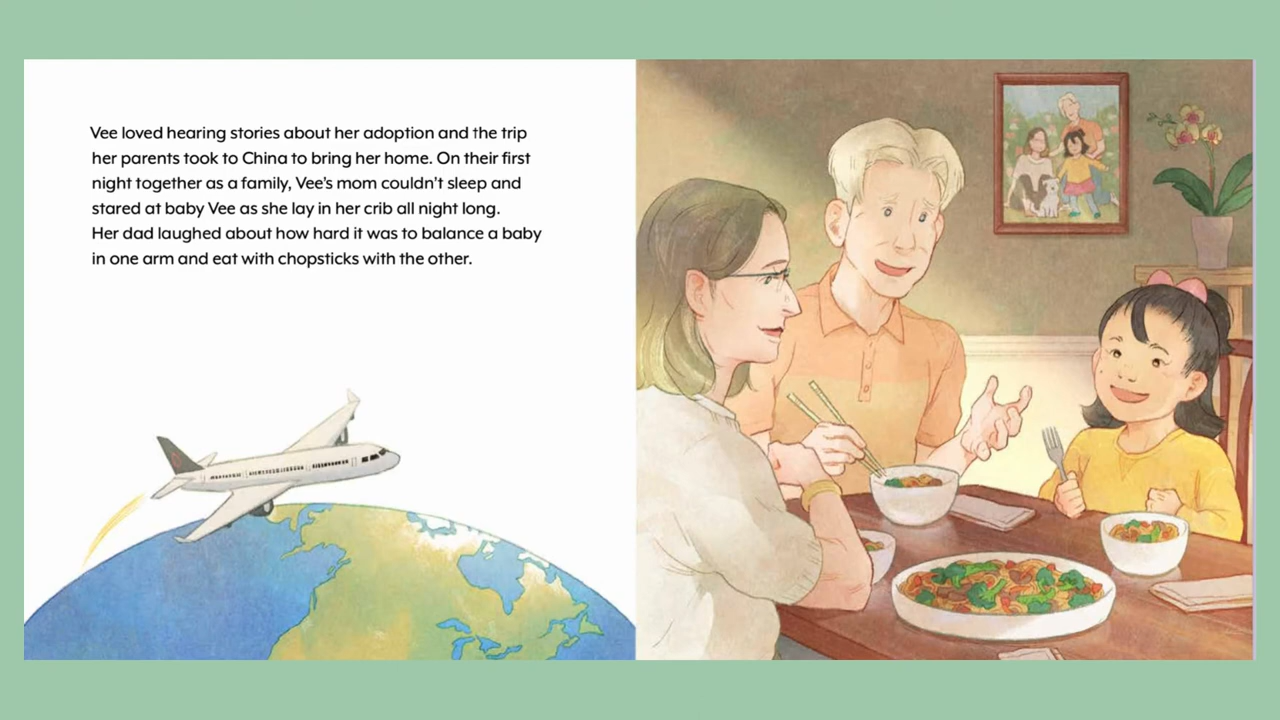 Vee loved hearing stories about her adoption and the trip
her parents took to China to bring her home. On their first
night together as a family, Vee's mom couldn't sleep and
stared at baby Vee as she lay in her crib all night long.
Her dad laughed about how hard it was to balance a baby
in one arm and eat with chopsticks with the other.